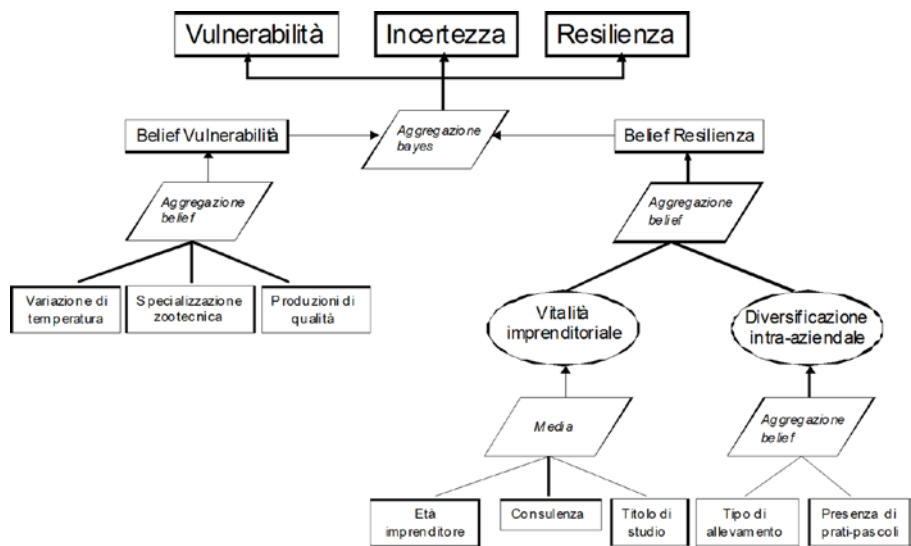 Vulnerabilità
Incertezza
Resilienza
Aggregazione
bayes
Belief Vulnerabilità
Belief Resilienza
Aggregazione
belief
Aggregazione
belief
Variazione di
temperatura
Specializzazione
zootecnica
Produzioni di
qualità
Vitalità
imprenditoriale
Diversificazione
intra-aziendale
Media
Aggregazione
belief
Età
imprenditore
Consulenza
Titolo di
studio
Tipo di
allevamento
Presenza di
prati-pascoli